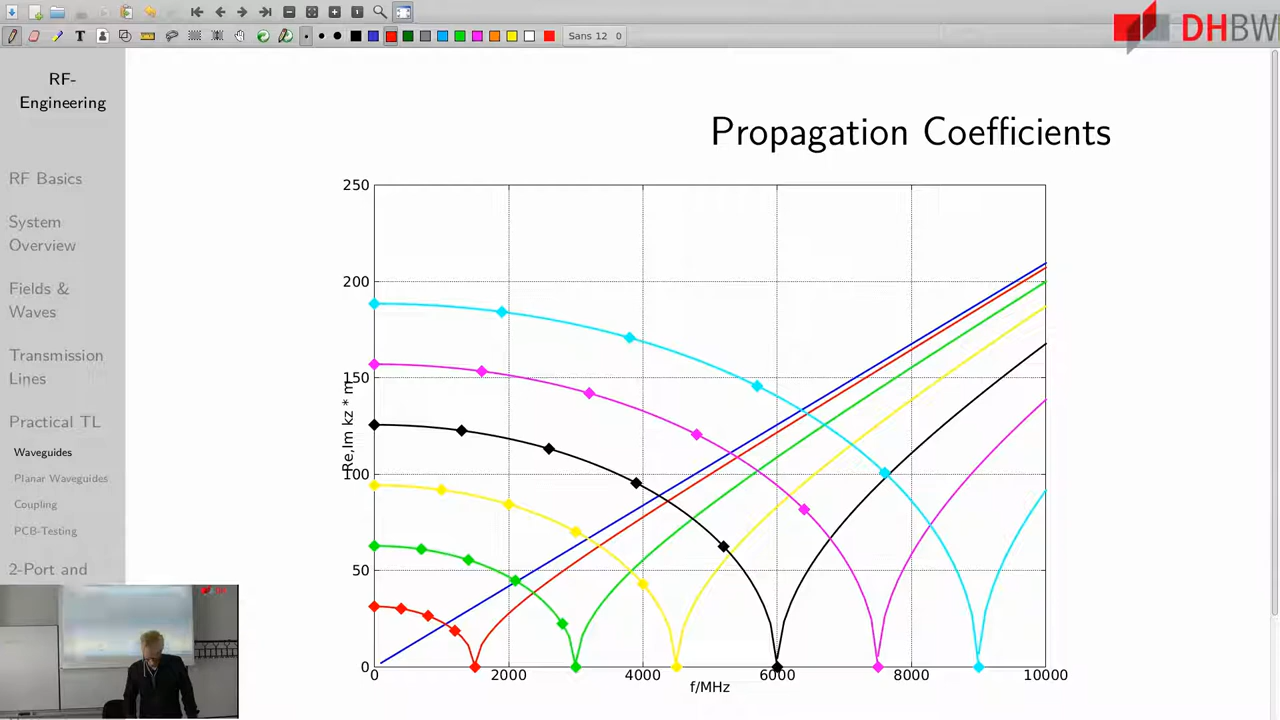 Sans 12 0
DHBW
RF-
Engineering
RF Basics
System
Overview
Fields &
Waves
Transmission
Lines
Practical TL
Waveguides
Planar Waveguides
Coupling
PCB-Testing
2-Port and
Propagation Coefficients
250
200
150
100
50
0
Re,Im kz * m
0 2000 4000 6000 8000 10000
f/MHz